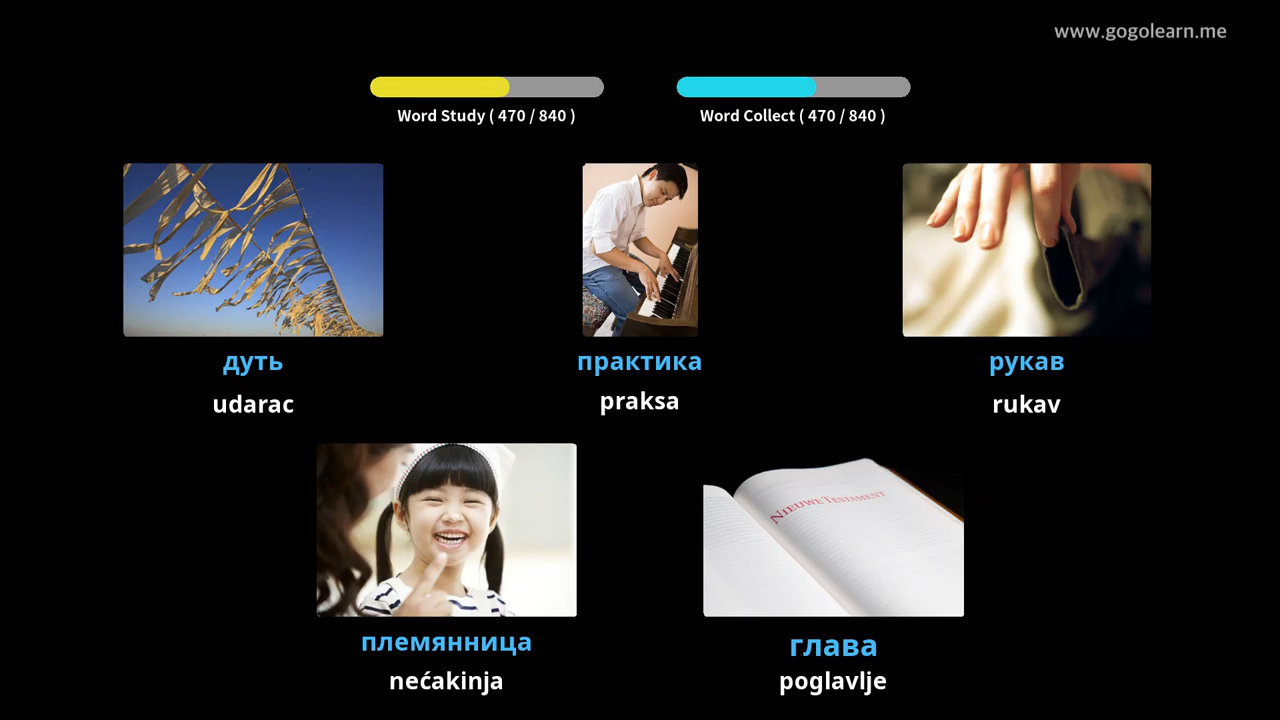 www.gogolearn.me
Word Study ( 470 / 840 )
Word Collect ( 470 / 840 )
дуть
udarac
практика
praksa
рукав
rukav
NIEUWE TESTAMENT
племянница
nećakinja
глава
poglavlje